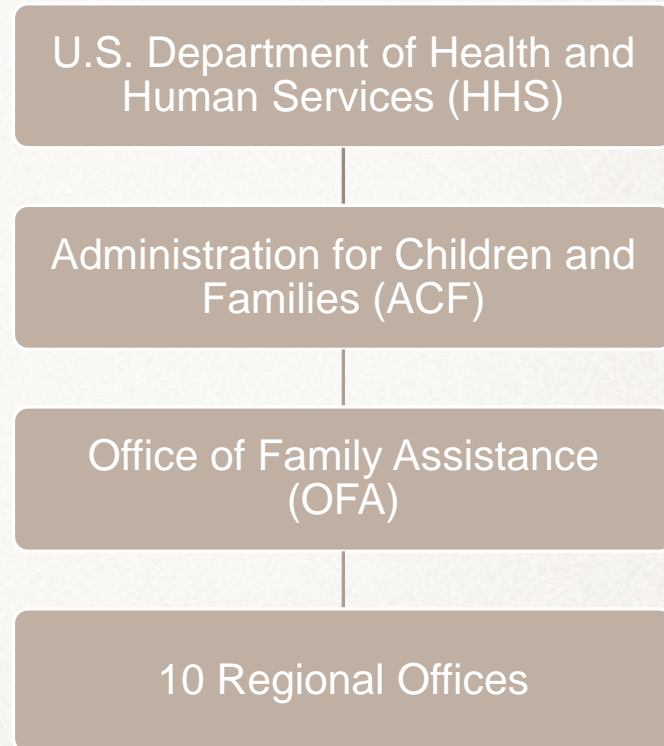 U.S. Department of Health and
Human Services (HHS)
Administration for Children and
Families (ACF)
Office of Family Assistance
(OFA)
10 Regional Offices